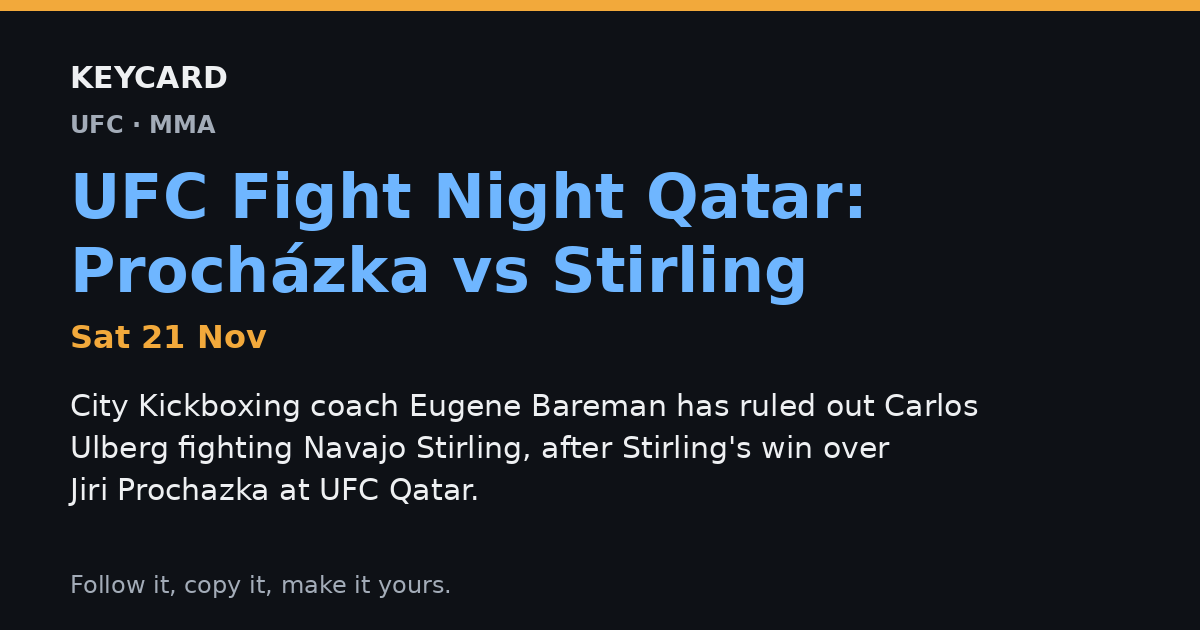 KEYCARD
UFC · MMA
UFC Fight Night Qatar:
Procházka vs Stirling
Sat 21 Nov
City Kickboxing coach Eugene Bareman has ruled out Carlos
Ulberg fighting Navajo Stirling, after Stirling's win over
Jiri Prochazka at UFC Qatar.
Follow it, copy it, make it yours.